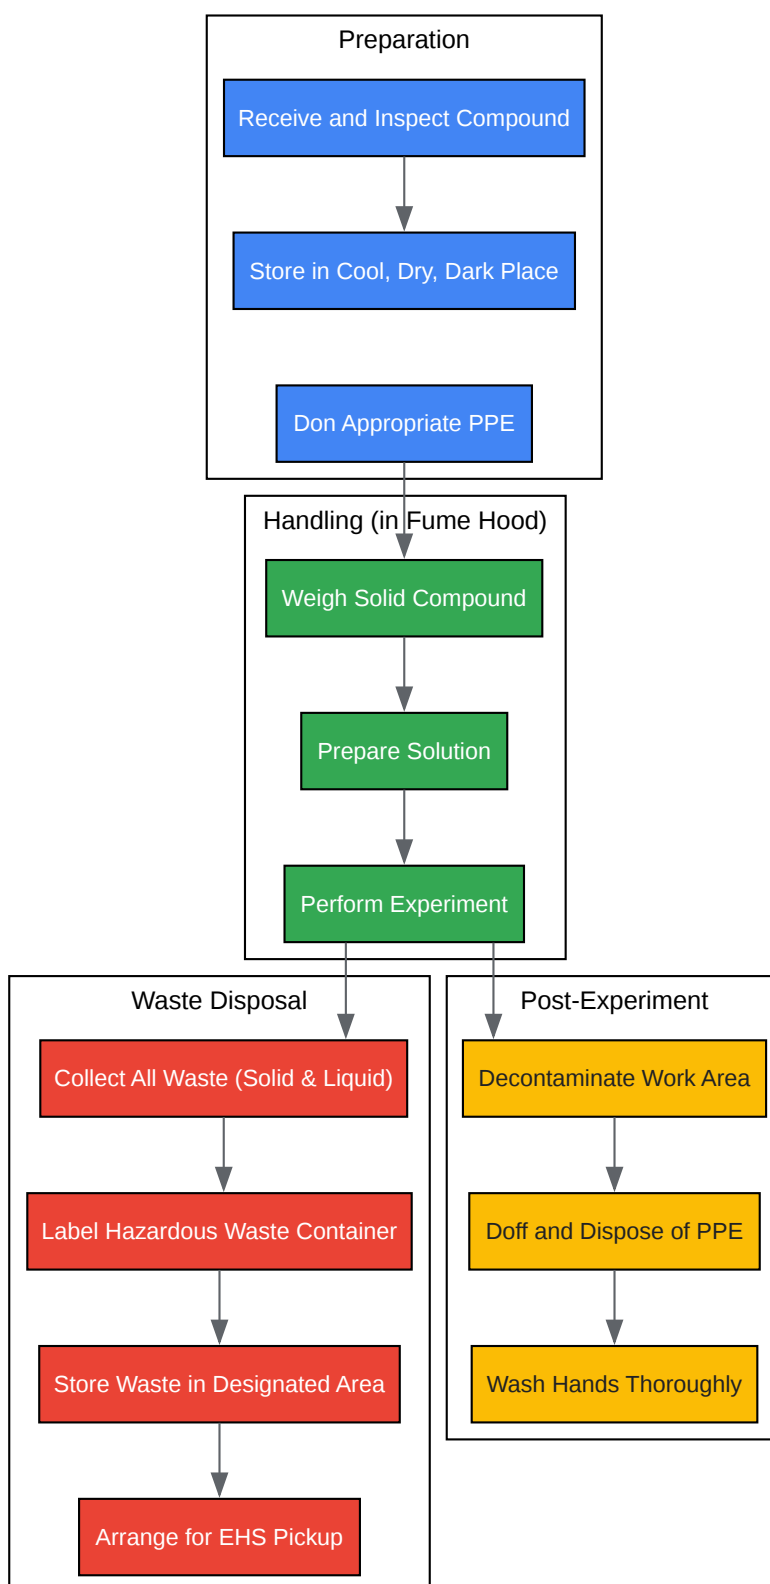 Preparation
Receive and Inspect Compound
Store in Cool, Dry, Dark Place
Don Appropriate PPE
Handling (in Fume Hood)
Weigh Solid Compound
Prepare Solution
Perform Experiment
Waste Disposal
Collect All Waste (Solid & Liquid)
Label Hazardous Waste Container
Store Waste in Designated Area
Arrange for EHS Pickup
Post-Experiment
Decontaminate Work Area
Doff and Dispose of PPE
Wash Hands Thoroughly